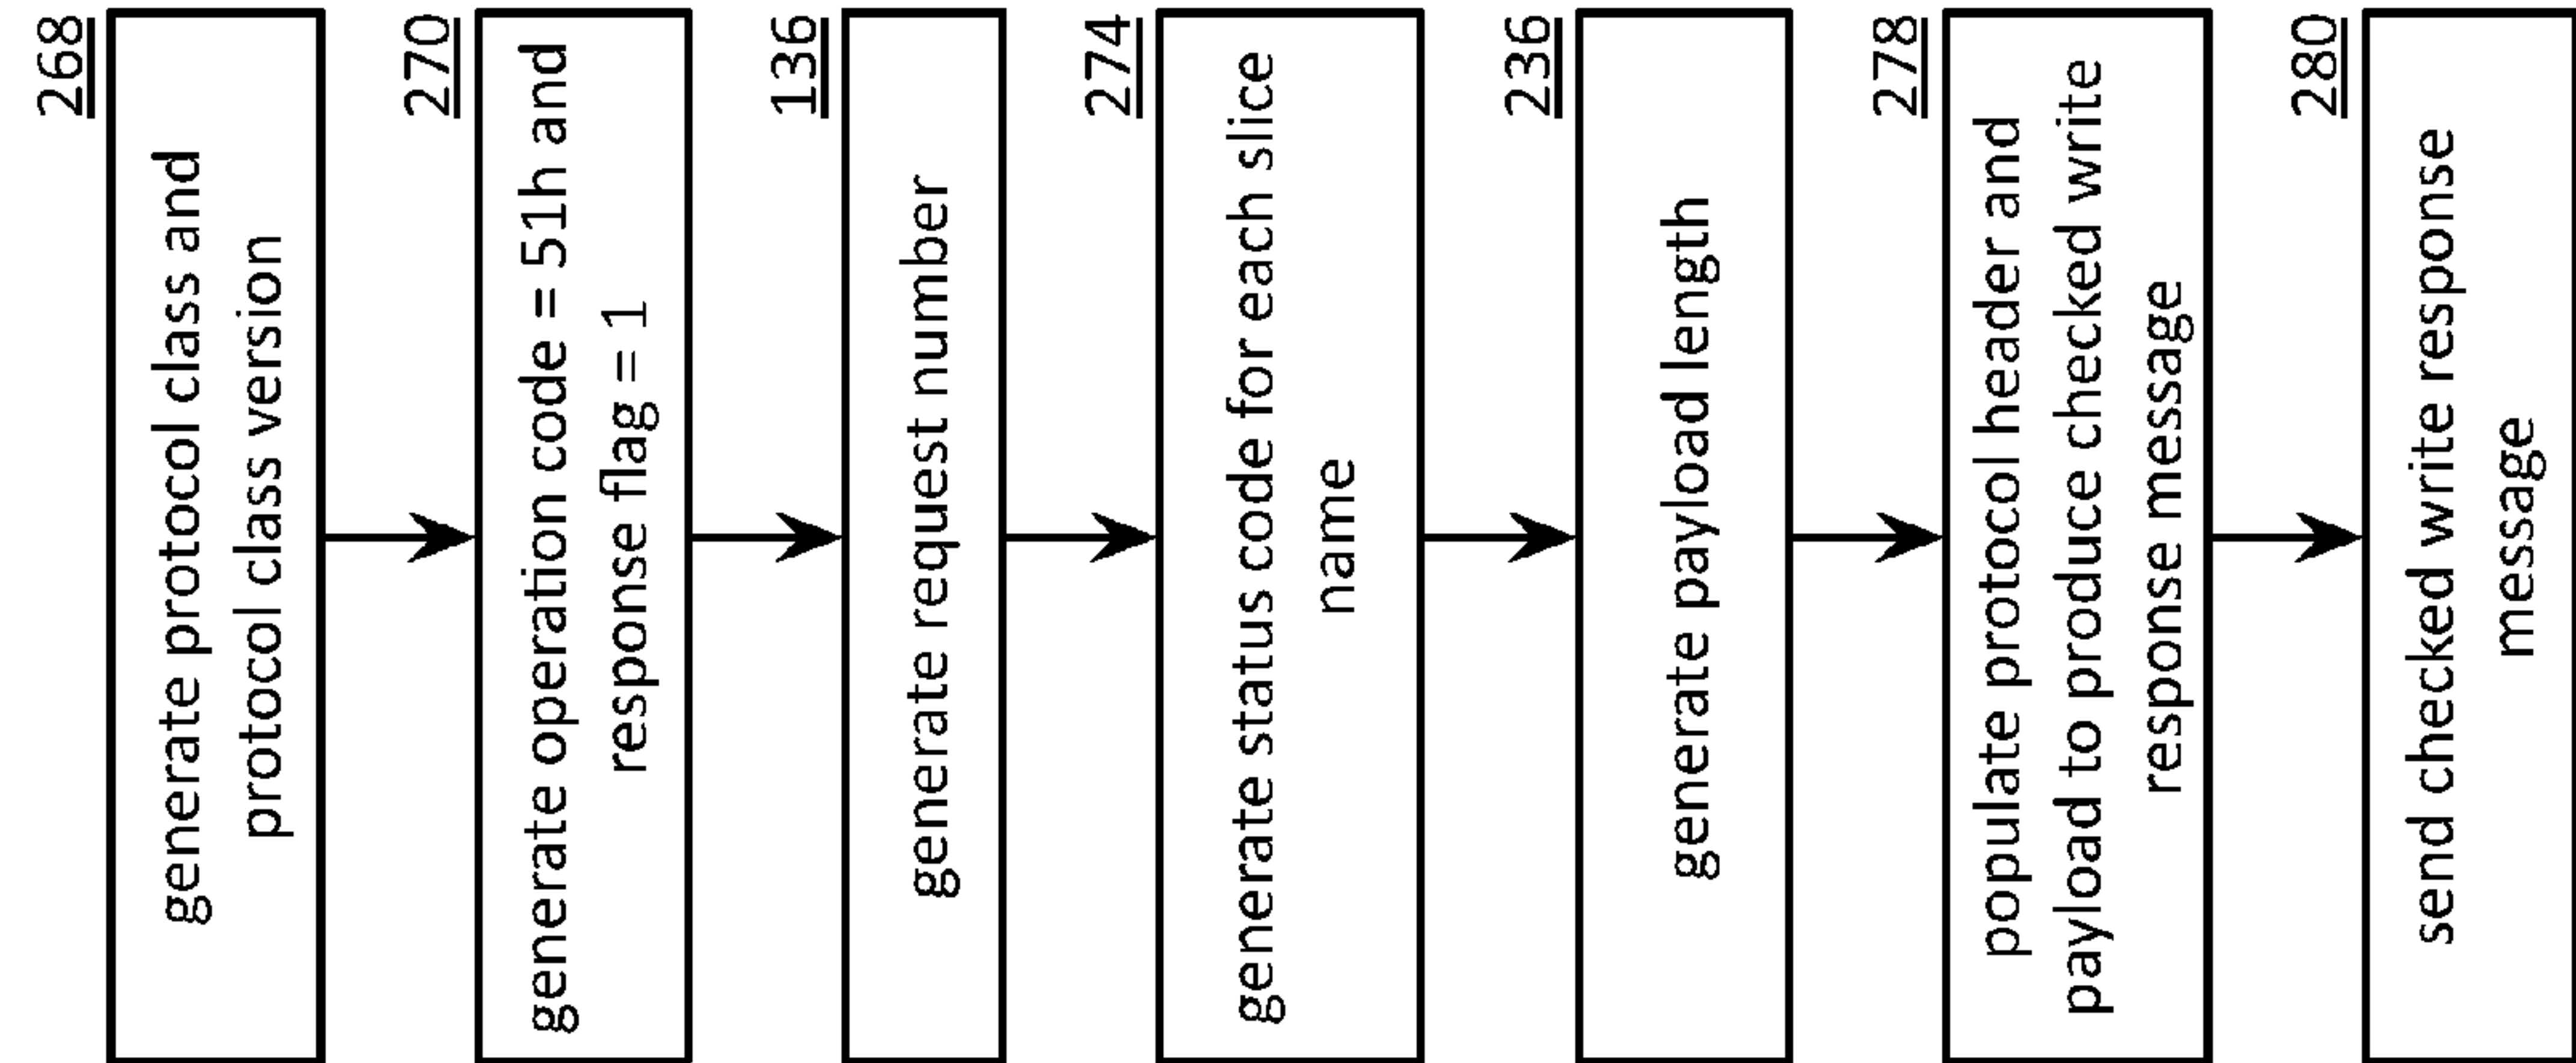 268
generate protocol class and
protocol class version
270
generate operation code = 51h and
response flag = 1
136
generate request number
274
generate status code for each slice
name
236
generate payload length
278
populate protocol header and
payload to produce checked write
response message
280
send checked write response
message